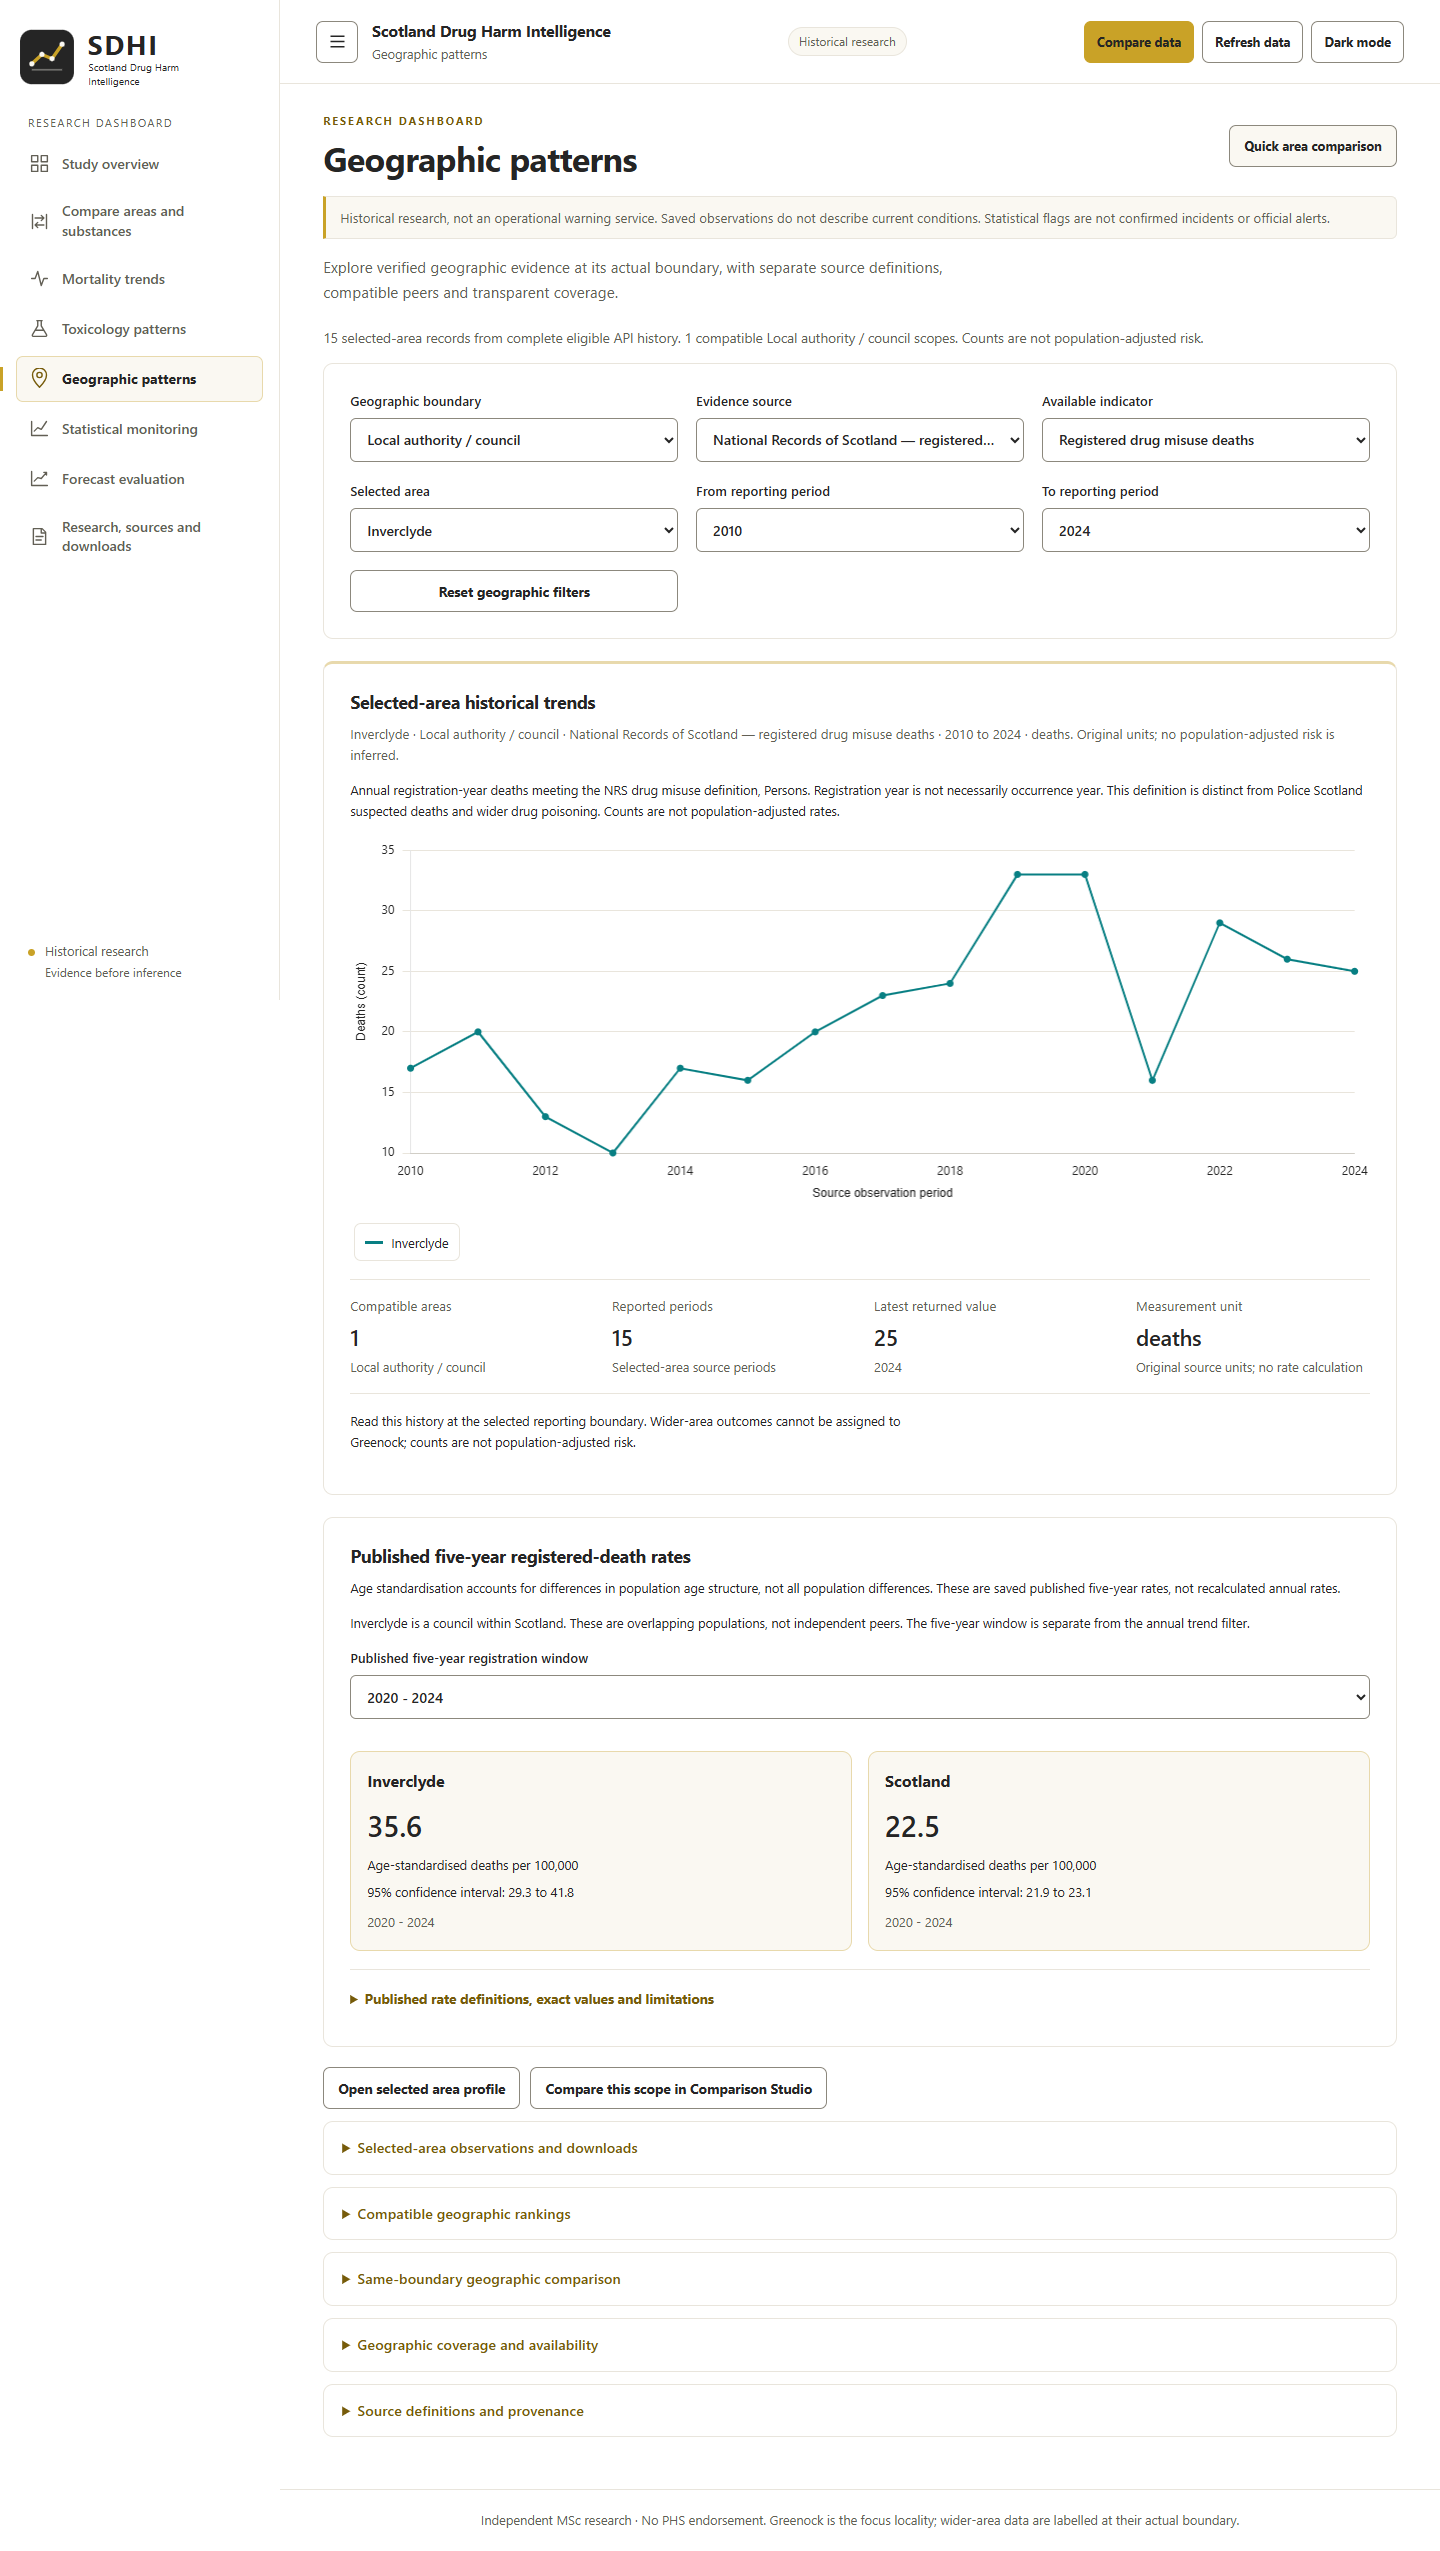 SDHI
Scotland Drug Harm
Intelligence
RESEARCH DASHBOARD
Study overview
Compare areas and
substances
Mortality trends
Toxicology patterns
Geographic patterns
Statistical monitoring
Forecast evaluation
Research, sources and
downloads
Historical research
Evidence before inference
Scotland Drug Harm Intelligence
Geographic patterns
Historical research
Compare data
Refresh data
Dark mode
RESEARCH DASHBOARD
Geographic patterns
Quick area comparison
Historical research, not an operational warning service. Saved observations do not describe current conditions. Statistical flags are not confirmed incidents or official alerts.
Explore verified geographic evidence at its actual boundary, with separate source definitions,
compatible peers and transparent coverage.
15 selected-area records from complete eligible API history. 1 compatible Local authority / council scopes. Counts are not population-adjusted risk.
Geographic boundary
Evidence source
Available indicator
Local authority / council
National Records of Scotland — registered...
Registered drug misuse deaths
Selected area
From reporting period
To reporting period
Inverclyde
2010
2024
Reset geographic filters
Selected-area historical trends
Inverclyde · Local authority / council · National Records of Scotland — registered drug misuse deaths · 2010 to 2024 · deaths. Original units; no population-adjusted risk is
inferred.
Annual registration-year deaths meeting the NRS drug misuse definition, Persons. Registration year is not necessarily occurrence year. This definition is distinct from Police Scotland
suspected deaths and wider drug poisoning. Counts are not population-adjusted rates.
35
30
25
20
15
10
Deaths (count)
2010
2012
2014
2016
2018
2020
2022
2024
Source observation period
Inverclyde
Compatible areas
1
Local authority / council
Reported periods
15
Selected-area source periods
Latest returned value
25
2024
Measurement unit
deaths
Original source units; no rate calculation
Read this history at the selected reporting boundary. Wider-area outcomes cannot be assigned to
Greenock; counts are not population-adjusted risk.
Published five-year registered-death rates
Age standardisation accounts for differences in population age structure, not all population differences. These are saved published five-year rates, not recalculated annual rates.
Inverclyde is a council within Scotland. These are overlapping populations, not independent peers. The five-year window is separate from the annual trend filter.
Published five-year registration window
2020 - 2024
Inverclyde
35.6
Age-standardised deaths per 100,000
95% confidence interval: 29.3 to 41.8
2020 - 2024
Scotland
22.5
Age-standardised deaths per 100,000
95% confidence interval: 21.9 to 23.1
2020 - 2024
Published rate definitions, exact values and limitations
Open selected area profile
Compare this scope in Comparison Studio
Selected-area observations and downloads
Compatible geographic rankings
Same-boundary geographic comparison
Geographic coverage and availability
Source definitions and provenance
Independent MSc research · No PHS endorsement. Greenock is the focus locality; wider-area data are labelled at their actual boundary.